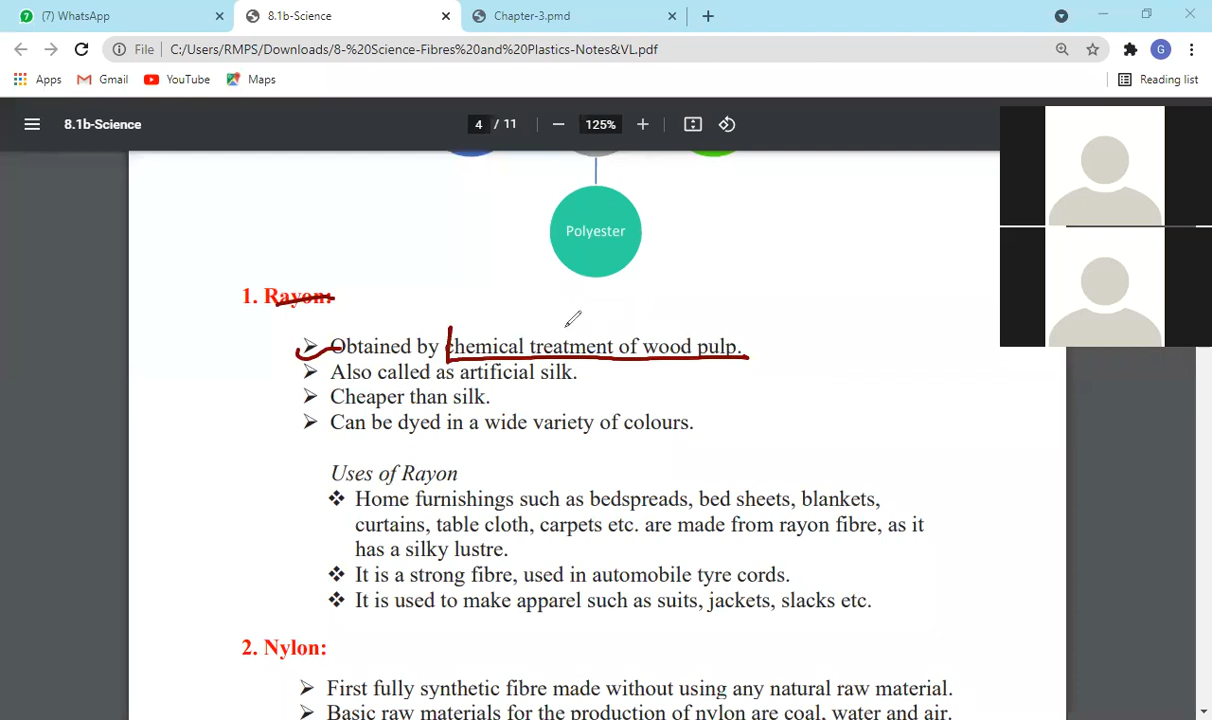 7
(7) WhatsApp
8.1b-Science
Chapter-3.pmd
File
C:/Users/RMPS/Downloads/8-%20Science-Fibres%20and%20Plastics-Notes&VL.pdf
G
Apps
Gmail
YouTube
Maps
Reading list
8.1b-Science
4 / 11
125%
Polyester
1. Rayon:
➢ Obtained by chemical treatment of wood pulp.
➢ Also called as artificial silk.
➢ Cheaper than silk.
➢ Can be dyed in a wide variety of colours.
Uses of Rayon
❖ Home furnishings such as bedspreads, bed sheets, blankets,
curtains, table cloth, carpets etc. are made from rayon fibre, as it
has a silky lustre.
❖ It is a strong fibre, used in automobile tyre cords.
❖ It is used to make apparel such as suits, jackets, slacks etc.
2. Nylon:
➢ First fully synthetic fibre made without using any natural raw material.
➢ Basic raw materials for the production of nylon are coal, water and air.